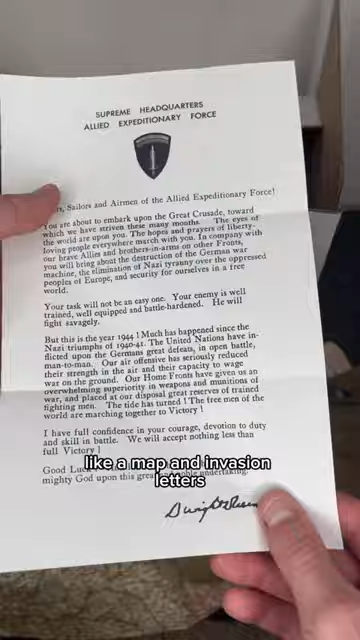 SUPREME HEADQUARTERS
ALLIED EXPEDITIONARY FORCE
Sailors and Airmen of the Allied Expeditionary Force!
You are about to embark upon the Great Crusade, toward
which we have striven these many months. The eyes of
the world are upon you. The hopes and prayers of liberty-
loving people everywhere march with you. In company with
our brave Allies and brothers-in-arms on other Fronts,
you will bring about the destruction of the German war
machine, the elimination of Nazi tyranny over the oppressed
peoples of Europe, and security for ourselves in a free
world.
Your task will not be an easy one. Your enemy is well
trained, well equipped and battle-hardened. He will
fight savagely.
But this is the year 1944 ! Much has happened since the
Nazi triumphs of 1940-41. The United Nations have in-
flicted upon the Germans great defeats, in open battle,
man-to-man. Our air offensive has seriously reduced
their strength in the air and their capacity to wage
war on the ground. Our Home Fronts have given us an
overwhelming superiority in weapons and munitions of
war, and placed at our disposal great reserves of trained
fighting men. The tide has turned ! The free men of the
world are marching together to Victory !
I have full confidence in your courage, devotion to duty
and skill in battle. We will accept nothing less than
full Victory !
like a map and invasion
letters
Good Luck
mighty God upon this great undertaking.